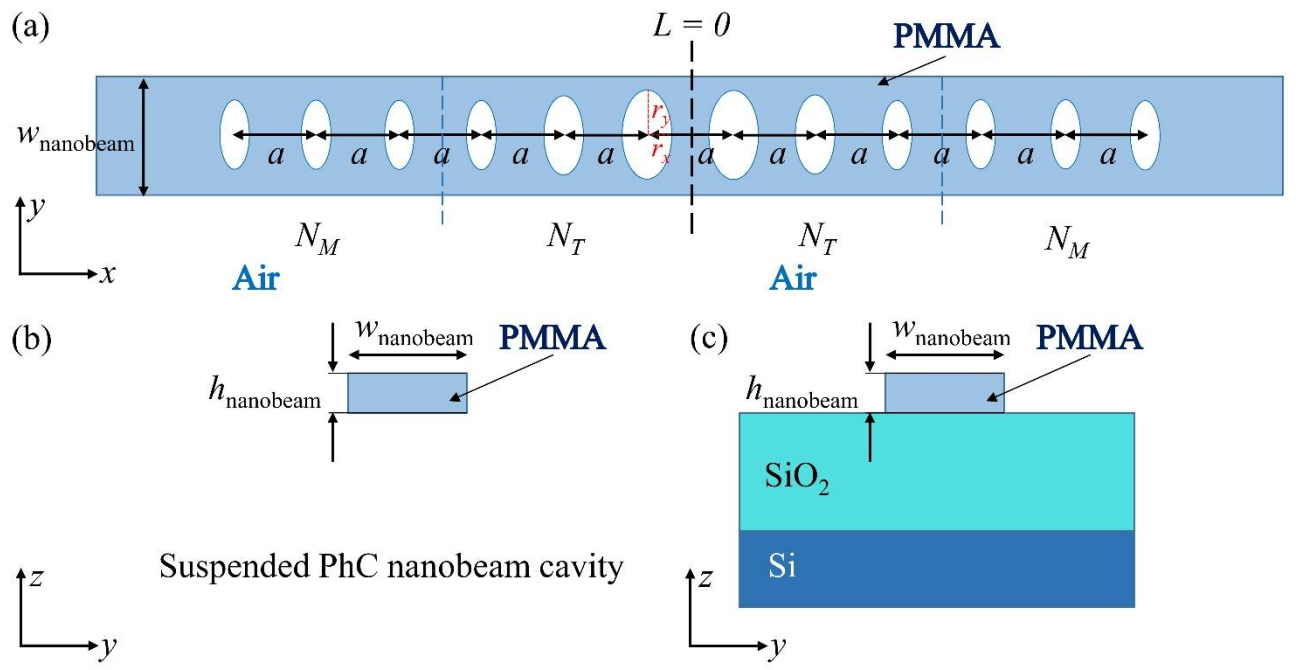 (a)
L = 0
PMMA
w_nanobeam
r_y
r_x
a a a a a a a a a a a
y
x
N_M N_T N_T N_M
Air Air
(b)
w_nanobeam
PMMA
h_nanobeam
Suspended PhC nanobeam cavity
z
y
(c)
w_nanobeam
PMMA
h_nanobeam
SiO₂
Si
z
y